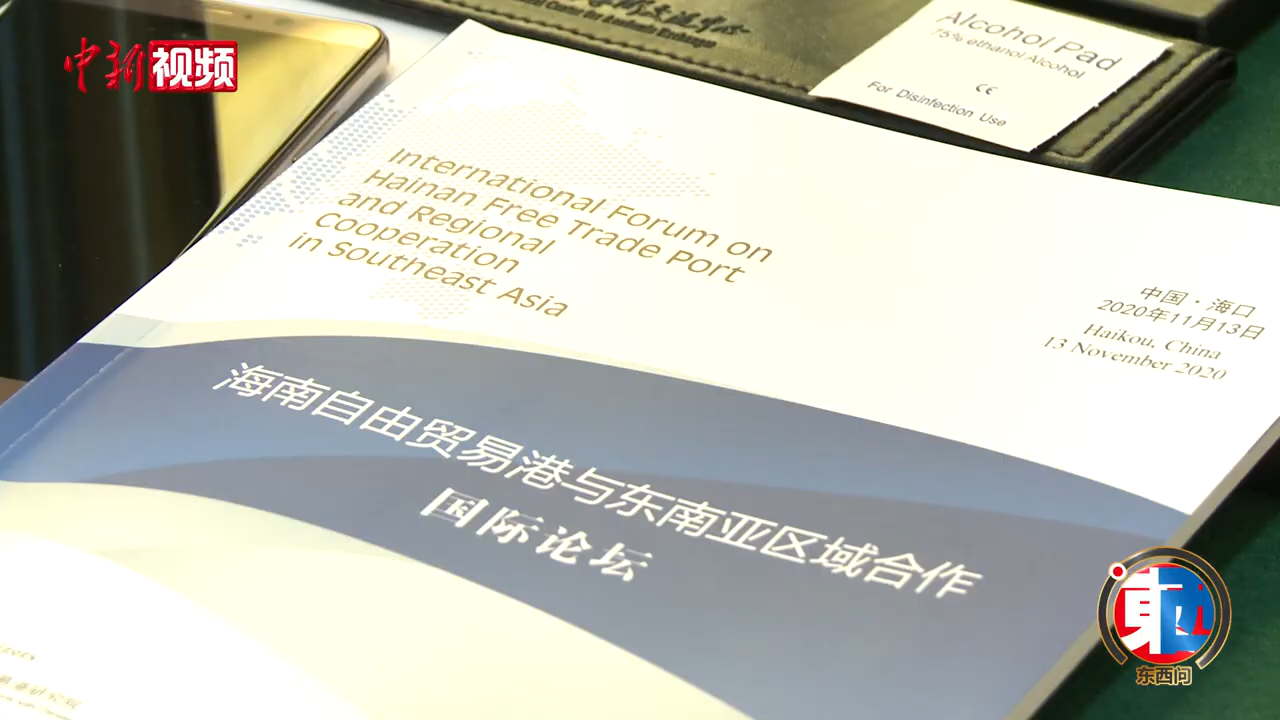 中新视频
Academic Exchange
Alcohol Pad
75% ethanol Alcohol
CE
For Disinfection Use
International Forum on
Hainan Free Trade Port
and Regional
Cooperation
in Southeast Asia
中国·海口
2020年11月13日
Haikou, China
13 November 2020
海南自由贸易港与东南亚区域合作
国际论坛
东西问